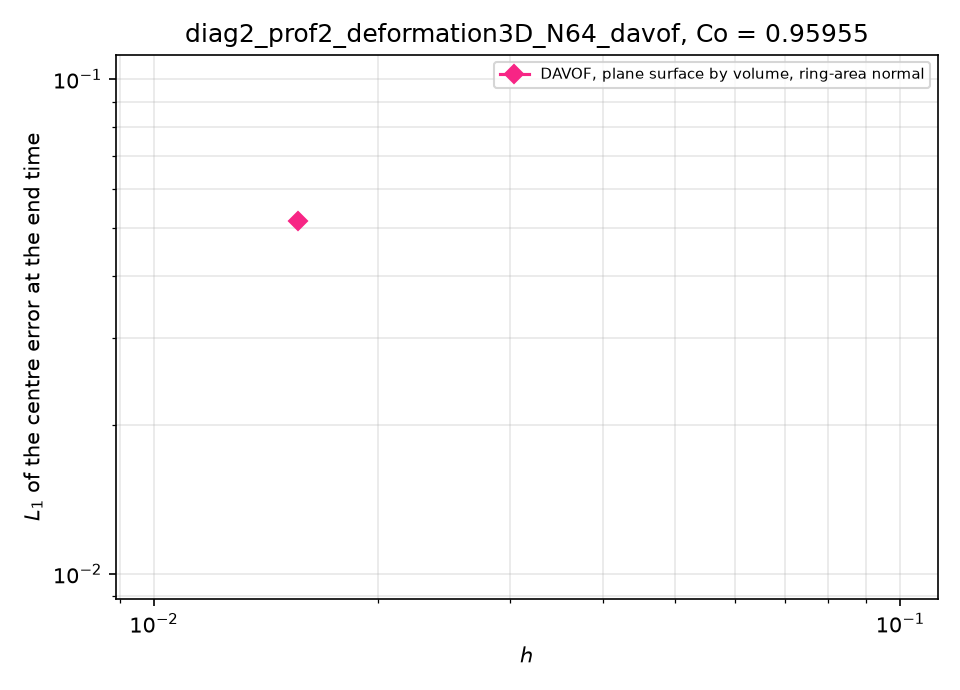 diag2_prof2_deformation3D_N64_davof, Co = 0.95955
DAVOF, plane surface by volume, ring-area normal
L₁ of the centre error at the end time
10⁻¹
10⁻²
10⁻²
10⁻¹
h